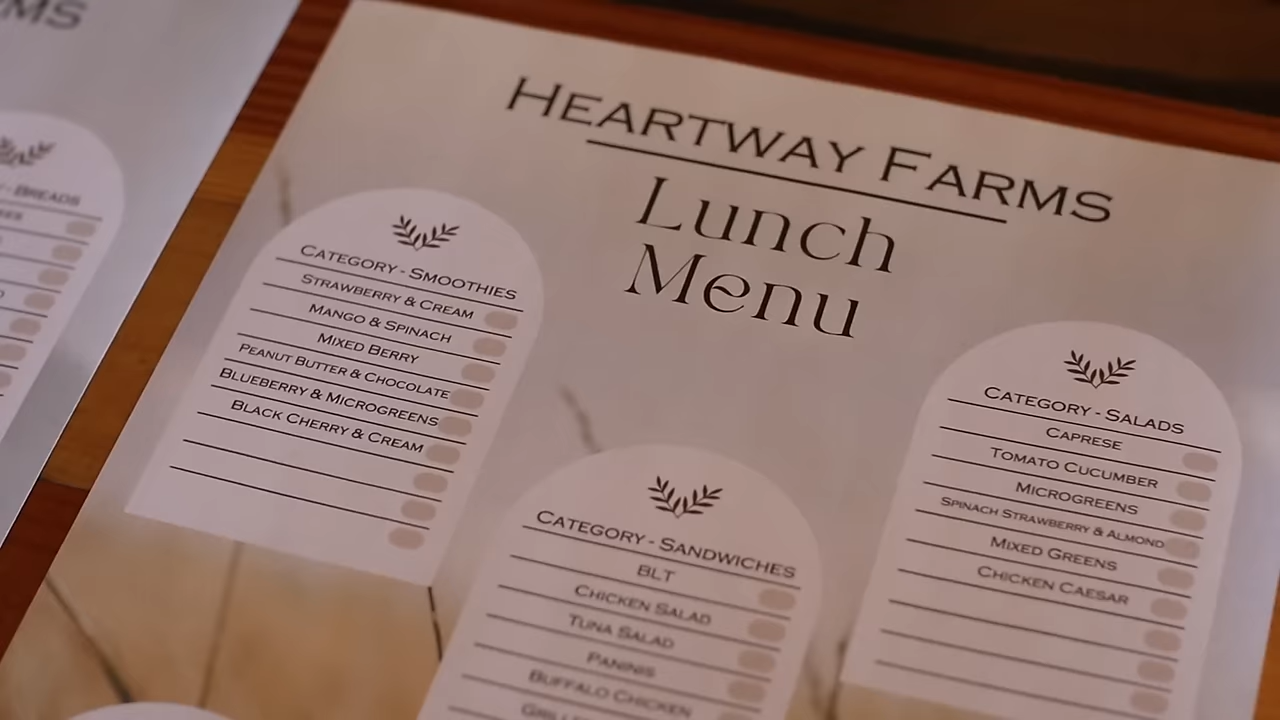 HEARTWAY FARMS
Lunch
Menu
CATEGORY - SMOOTHIES
STRAWBERRY & CREAM
MANGO & SPINACH
MIXED BERRY
PEANUT BUTTER & CHOCOLATE
BLUEBERRY & MICROGREENS
BLACK CHERRY & CREAM
CATEGORY - SANDWICHES
BLT
CHICKEN SALAD
TUNA SALAD
PANINIS
BUFFALO CHICKEN
CATEGORY - SALADS
CAPRESE
TOMATO CUCUMBER
MICROGREENS
SPINACH STRAWBERRY & ALMOND
MIXED GREENS
CHICKEN CAESAR
- BREADS